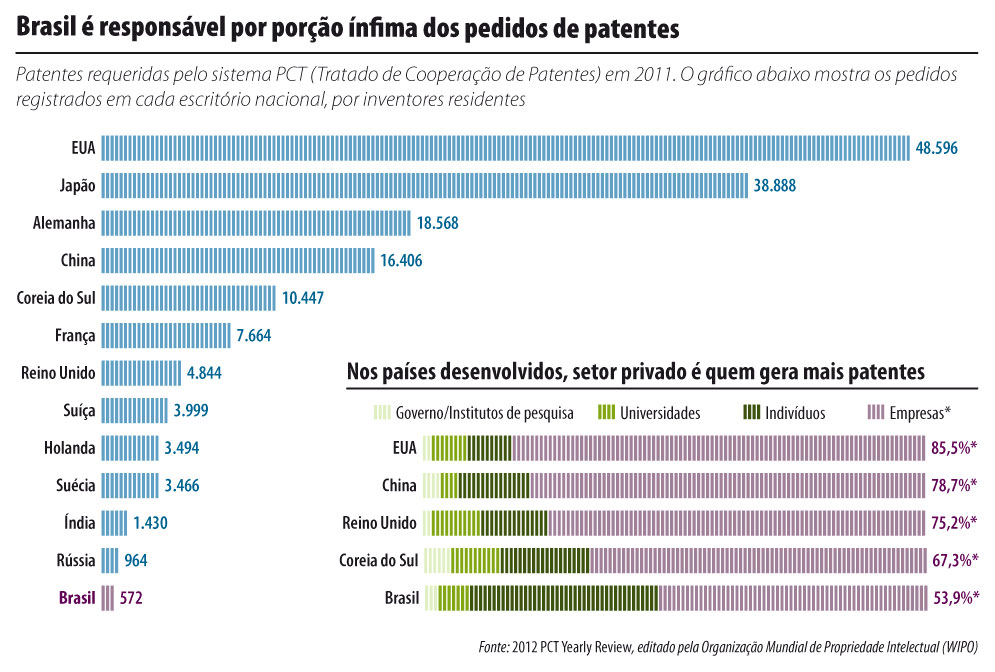 Brasil é responsável por porção ínfima dos pedidos de patentes
Patentes requeridas pelo sistema PCT (Tratado de Cooperação de Patentes) em 2011. O gráfico abaixo mostra os pedidos
registrados em cada escritório nacional, por inventores residentes
EUA 48.596
Japão 38.888
Alemanha 18.568
China 16.406
Coreia do Sul 10.447
França 7.664
Reino Unido 4.844
Suíça 3.999
Holanda 3.494
Suécia 3.466
Índia 1.430
Rússia 964
Brasil 572
Nos países desenvolvidos, setor privado é quem gera mais patentes
Governo/Institutos de pesquisa Universidades Indivíduos Empresas*
EUA 85,5%*
China 78,7%*
Reino Unido 75,2%*
Coreia do Sul 67,3%*
Brasil 53,9%*
Fonte: 2012 PCT Yearly Review, editado pela Organização Mundial de Propriedade Intelectual (WIPO)